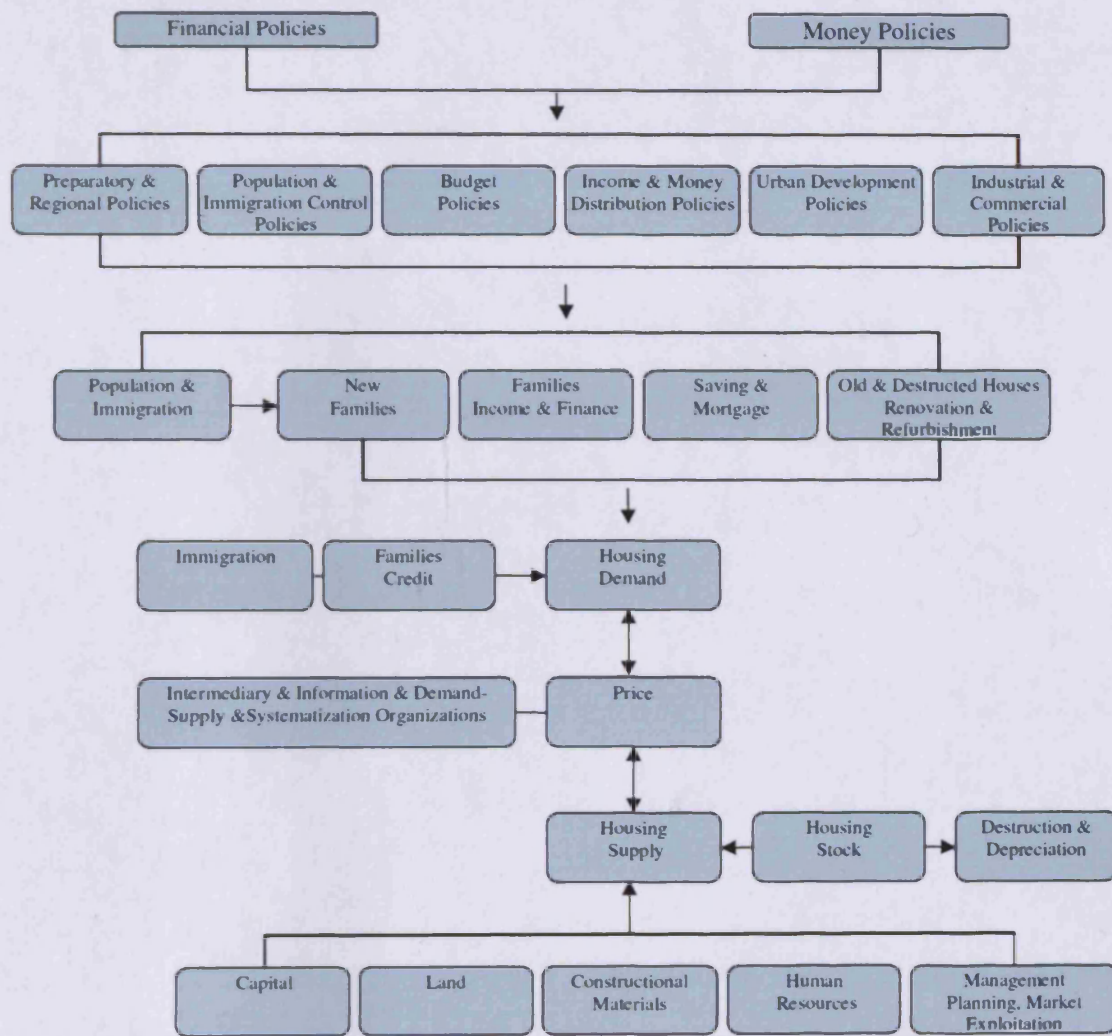 Financial Policies
Money Policies
Preparatory &
Regional Policies
Population &
Immigration Control
Policies
Budget
Policies
Income & Money
Distribution Policies
Urban Development
Policies
Industrial &
Commercial
Policies
Population &
Immigration
New
Families
Families
Income & Finance
Saving &
Mortgage
Old & Destructed Houses
Renovation &
Refurbishment
Immigration
Families
Credit
Housing
Demand
Intermediary & Information & Demand-
Supply &Systematization Organizations
Price
Housing
Supply
Housing
Stock
Destruction &
Depreciation
Capital
Land
Constructional
Materials
Human
Resources
Management
Planning, Market
Exploitation